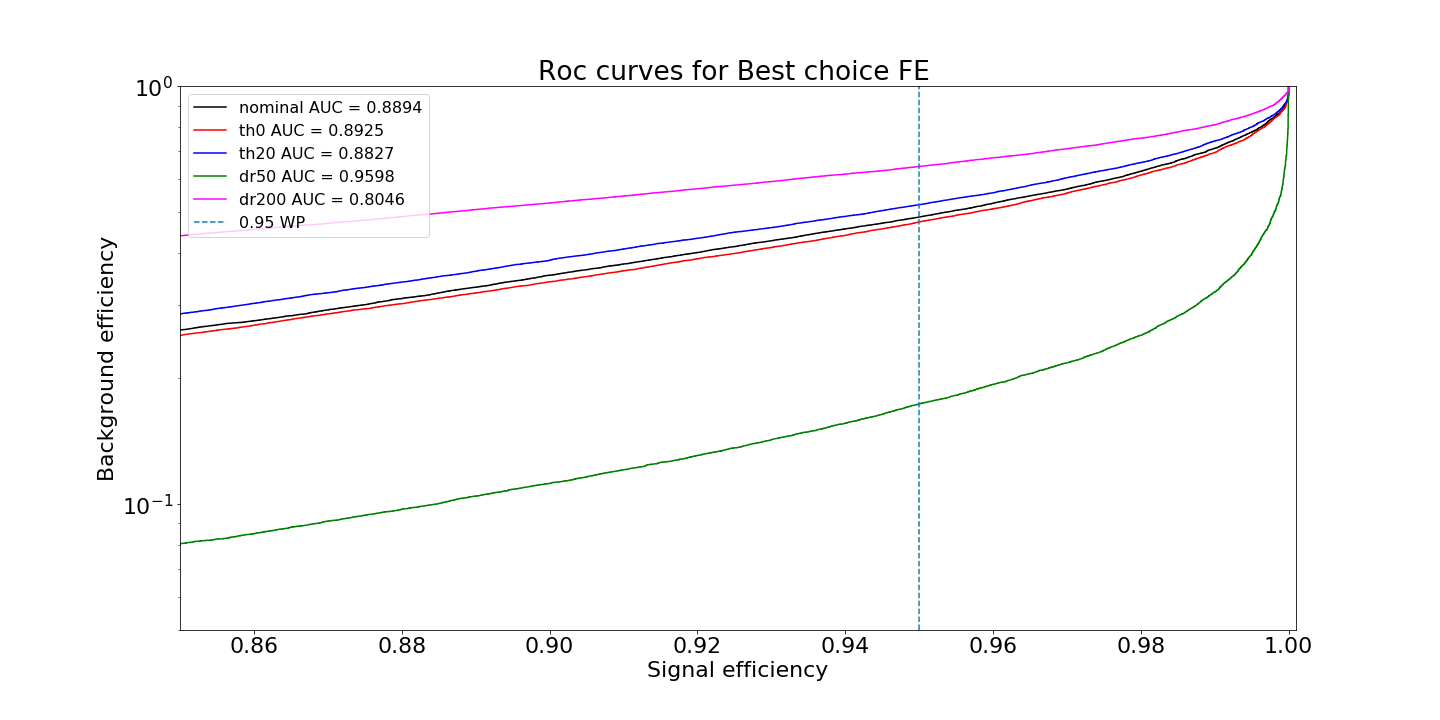 Roc curves for Best choice FE
10^0
10^-1
Background efficiency
nominal AUC = 0.8894
th0 AUC = 0.8925
th20 AUC = 0.8827
dr50 AUC = 0.9598
dr200 AUC = 0.8046
0.95 WP
0.86 0.88 0.90 0.92 0.94 0.96 0.98 1.00
Signal efficiency